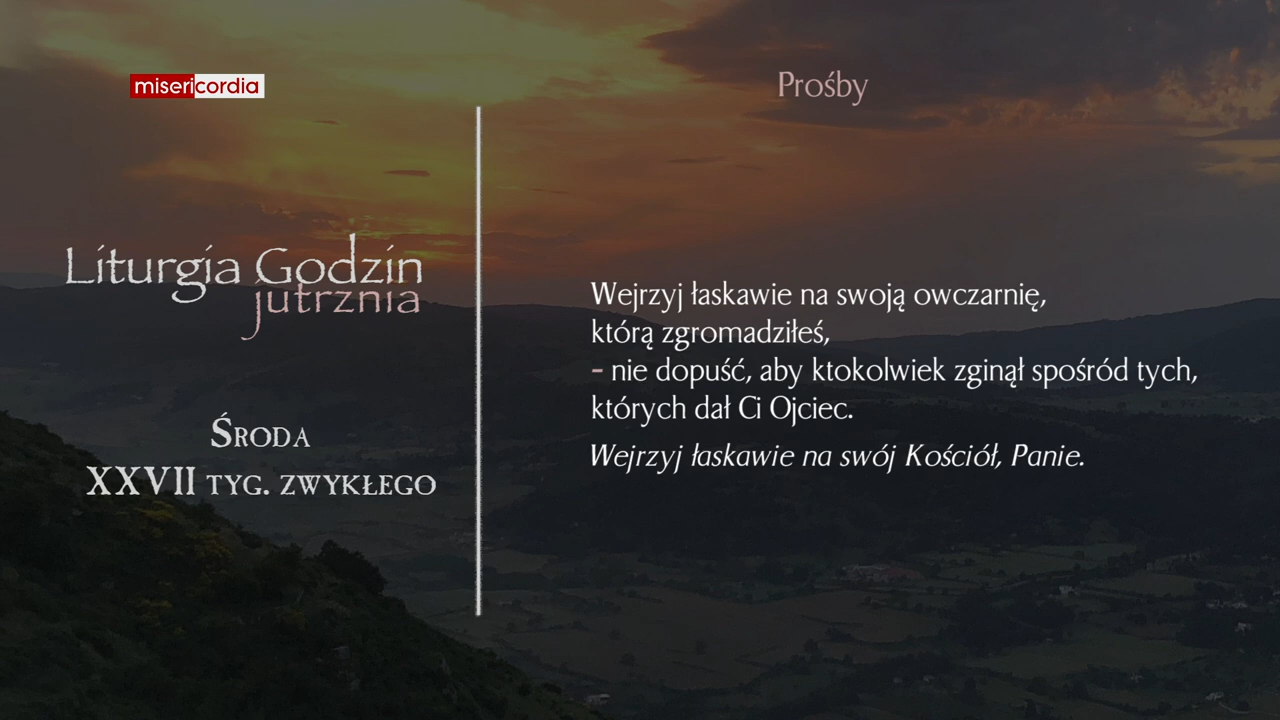 misericordia
Liturgia Godzin
jutrznia
Środa
XXVII tyg. zwykłego
Prośby
Wejrzyj łaskawie na swoją owczarnię,
którą zgromadziłeś,
- nie dopuść, aby ktokolwiek zginął spośród tych,
których dał Ci Ojciec.
Wejrzyj łaskawie na swój Kościół, Panie.